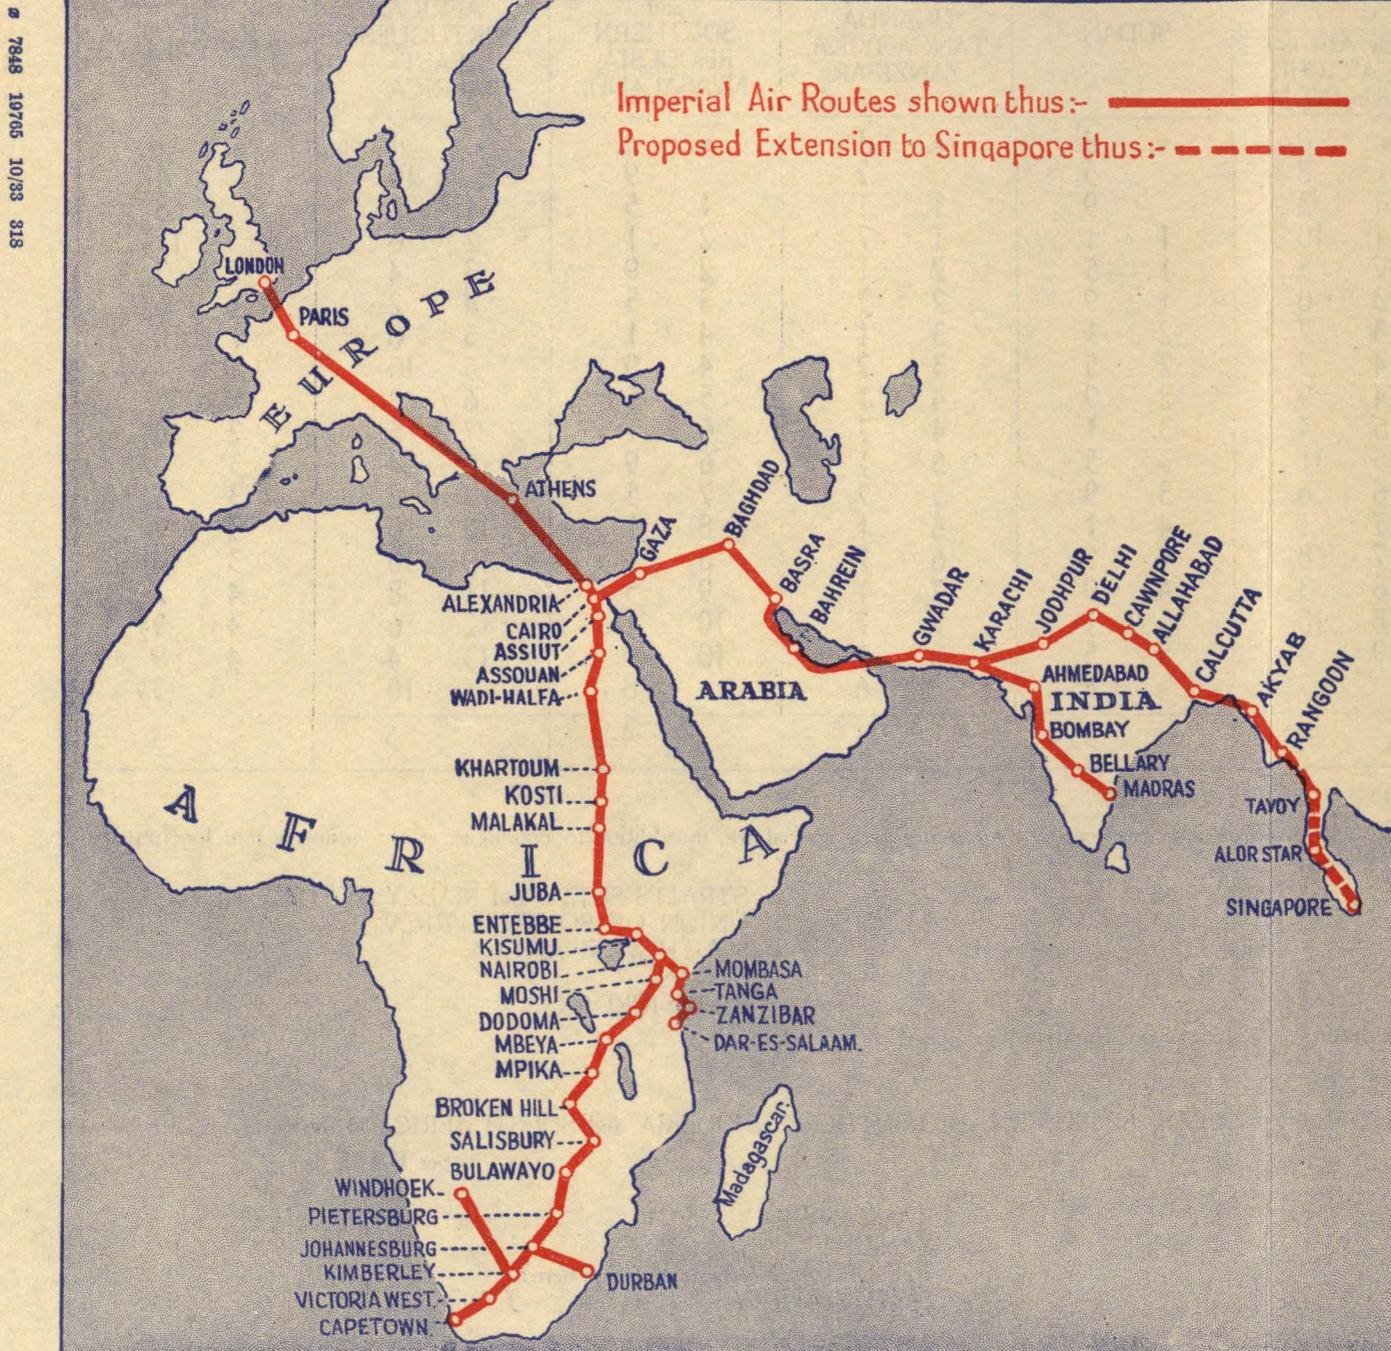 ø 7848 19765 10/33 318
Imperial Air Routes shown thus:-
Proposed Extension to Singapore thus:-
LONDON
PARIS
EUROPE
ATHENS
GAZA
BAGHDAD
BASRA
BAHREIN
GWADAR
KARACHI
JODHPUR
DELHI
CAWNPORE
ALLAHABAD
CALCUTTA
AKYAB
RANGOON
ALEXANDRIA
CAIRO
ASSIUT
ASSOUAN
WADI-HALFA
ARABIA
AHMEDABAD
INDIA
BOMBAY
BELLARY
MADRAS
TAVOY
ALOR STAR
SINGAPORE
KHARTOUM
KOSTI
MALAKAL
AFRICA
JUBA
ENTEBBE
KISUMU
NAIROBI
MOSHI
DODOMA
MBEYA
MPIKA
MOMBASA
TANGA
ZANZIBAR
DAR-ES-SALAAM.
BROKEN HILL
SALISBURY
BULAWAYO
WINDHOEK
PIETERSBURG
JOHANNESBURG
KIMBERLEY
VICTORIA WEST.
CAPETOWN.
DURBAN
Madagascar.